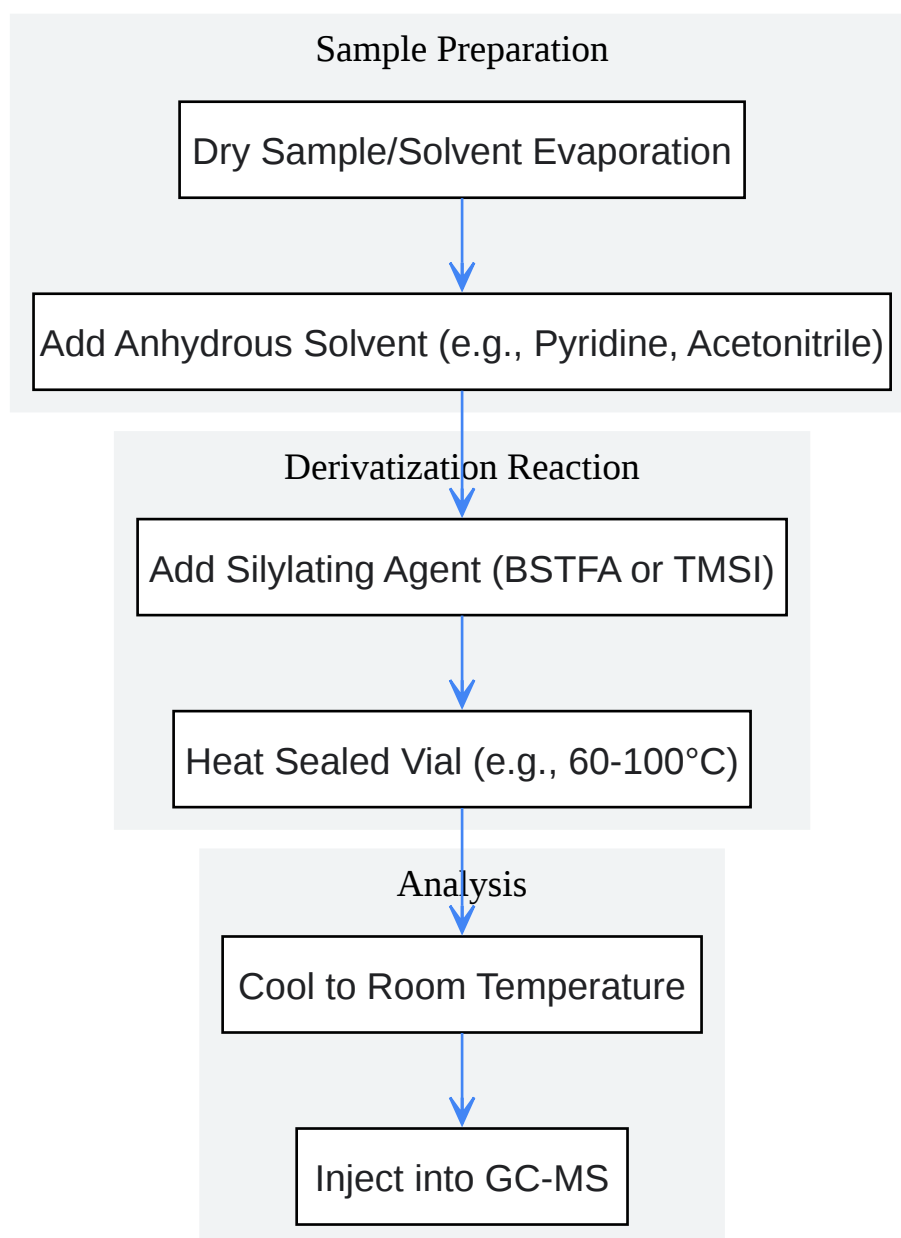 Sample Preparation
Dry Sample/Solvent Evaporation
Add Anhydrous Solvent (e.g., Pyridine, Acetonitrile)
Derivatization Reaction
Add Silylating Agent (BSTFA or TMSI)
Heat Sealed Vial (e.g., 60-100°C)
Analysis
Cool to Room Temperature
Inject into GC-MS